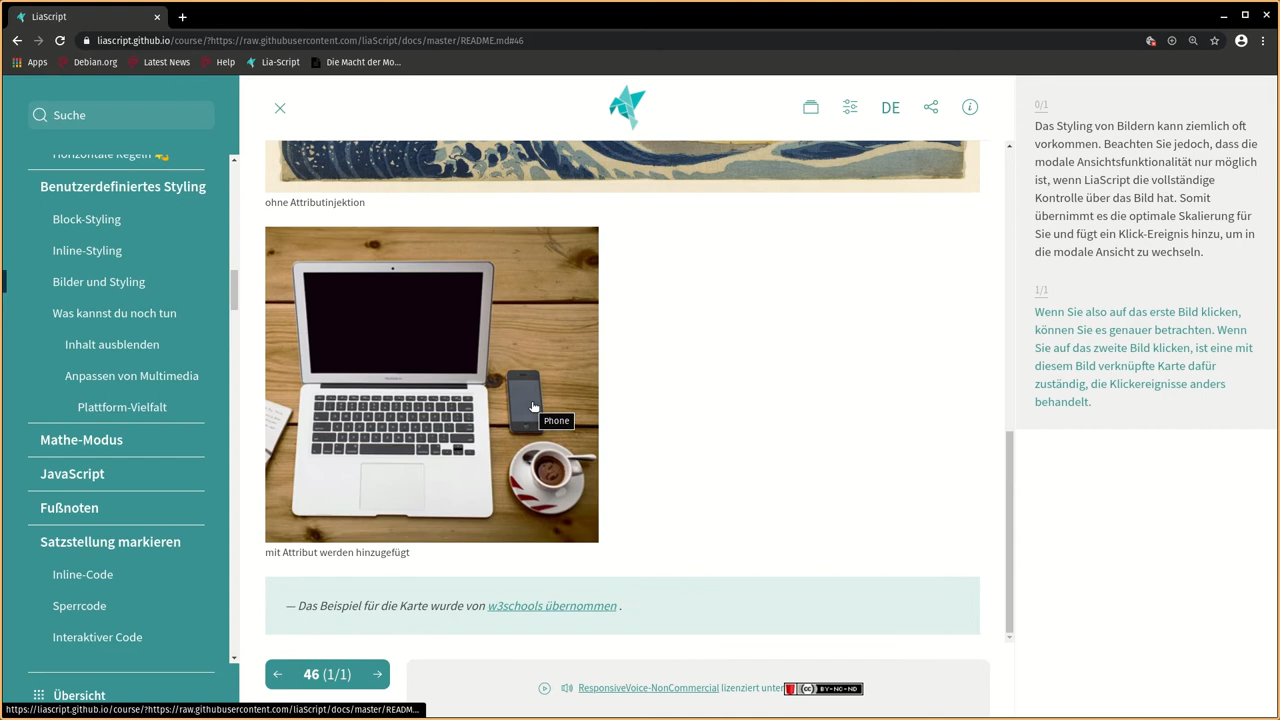 LiaScript
liascript.github.io/course/?https://raw.githubusercontent.com/liaScript/docs/master/README.md#46
Apps
Debian.org
Latest News
Help
Lia-Script
Die Macht der Mo...
Suche
Horizontale Regeln
Benutzerdefiniertes Styling
Block-Styling
Inline-Styling
Bilder und Styling
Was kannst du noch tun
Inhalt ausblenden
Anpassen von Multimedia
Plattform-Vielfalt
Mathe-Modus
JavaScript
Fußnoten
Satzstellung markieren
Inline-Code
Sperrcode
Interaktiver Code
Übersicht
DE
ohne Attributinjektion
Phone
mit Attribut werden hinzugefügt
— Das Beispiel für die Karte wurde von w3schools übernommen .
46 (1/1)
ResponsiveVoice-NonCommercial lizenziert unter
cc BY-NC-ND
0/1
Das Styling von Bildern kann ziemlich oft
vorkommen. Beachten Sie jedoch, dass die
modale Ansichtsfunktionalität nur möglich
ist, wenn LiaScript die vollständige
Kontrolle über das Bild hat. Somit
übernimmt es die optimale Skalierung für
Sie und fügt ein Klick-Ereignis hinzu, um in
die modale Ansicht zu wechseln.
1/1
Wenn Sie also auf das erste Bild klicken,
können Sie es genauer betrachten. Wenn
Sie auf das zweite Bild klicken, ist eine mit
diesem Bild verknüpfte Karte dafür
zuständig, die Klickereignisse anders
behandelt.
https://liascript.github.io/course/?https://raw.githubusercontent.com/liaScript/docs/master/READM...